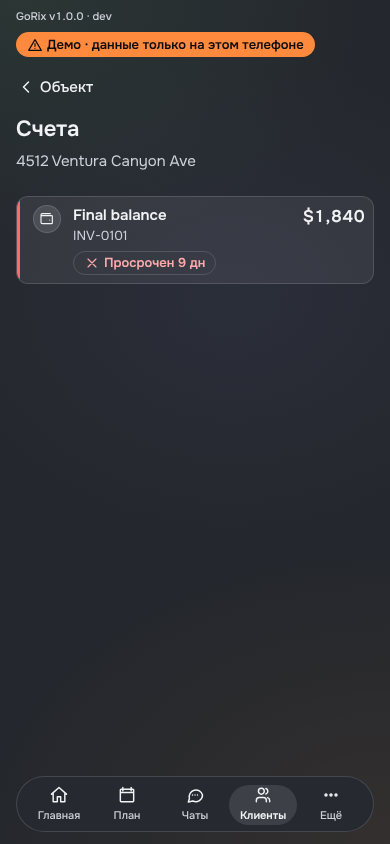 GoRix v1.0.0 · dev
Демо · данные только на этом телефоне
Объект
Счета
4512 Ventura Canyon Ave
Final balance
$1,840
INV-0101
Просрочен 9 дн
Главная
План
Чаты
Клиенты
Ещё